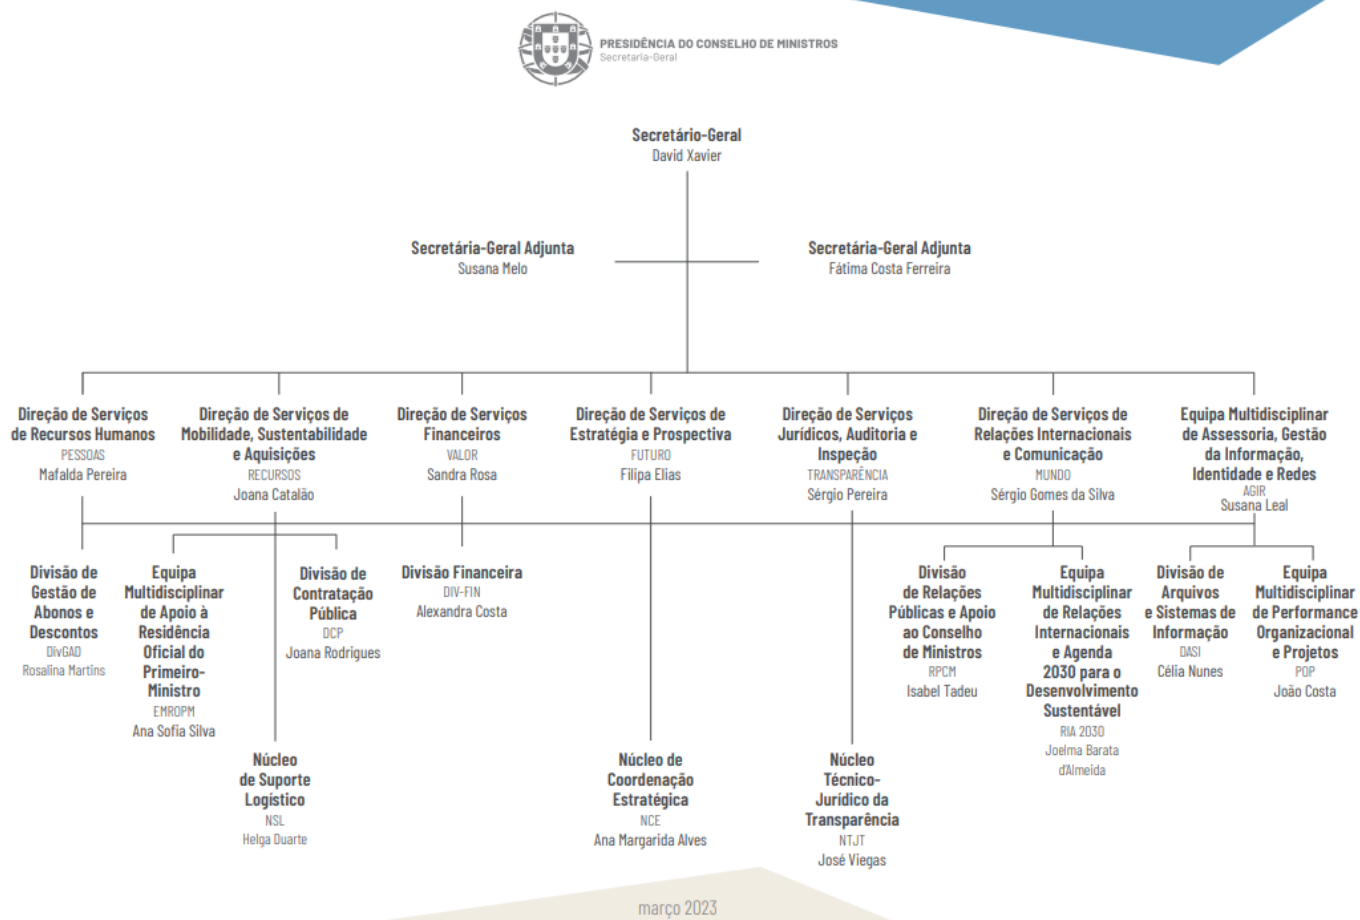 PRESIDÊNCIA DO CONSELHO DE MINISTROS
Secretaria-Geral
Secretário-Geral
David Xavier
Secretária-Geral Adjunta
Susana Melo
Secretária-Geral Adjunta
Fátima Costa Ferreira
Direção de Serviços
de Recursos Humanos
PESSOAS
Mafalda Pereira
Direção de Serviços de
Mobilidade, Sustentabilidade
e Aquisições
RECURSOS
Joana Catalão
Direção de Serviços
Financeiros
VALOR
Sandra Rosa
Direção de Serviços de
Estratégia e Prospectiva
FUTURO
Filipa Elias
Direção de Serviços
Jurídicos, Auditoria e
Inspeção
TRANSPARÊNCIA
Sérgio Pereira
Direção de Serviços de
Relações Internacionais
e Comunicação
MUNDO
Sérgio Gomes da Silva
Equipa Multidisciplinar
de Assessoria, Gestão
da Informação,
Identidade e Redes
AGIR
Susana Leal
Divisão de
Gestão de
Abonos e
Descontos
DivGAD
Rosalina Martins
Equipa
Multidisciplinar
de Apoio à
Residência
Oficial do
Primeiro-
Ministro
EMROPM
Ana Sofia Silva
Divisão de
Contratação
Pública
DCP
Joana Rodrigues
Divisão Financeira
DIV-FIN
Alexandra Costa
Divisão
de Relações
Públicas e Apoio
ao Conselho
de Ministros
RPCM
Isabel Tadeu
Equipa
Multidisciplinar
de Relações
Internacionais
e Agenda
2030 para o
Desenvolvimento
Sustentável
RIA 2030
Joelma Barata
d'Almeida
Divisão de
Arquivos
e Sistemas de
Informação
DASI
Célia Nunes
Equipa
Multidisciplinar
de Performance
Organizacional
e Projetos
POP
João Costa
Núcleo
de Suporte
Logístico
NSL
Helga Duarte
Núcleo de
Coordenação
Estratégica
NCE
Ana Margarida Alves
Núcleo
Técnico-
Jurídico da
Transparência
NTJT
José Viegas
março 2023